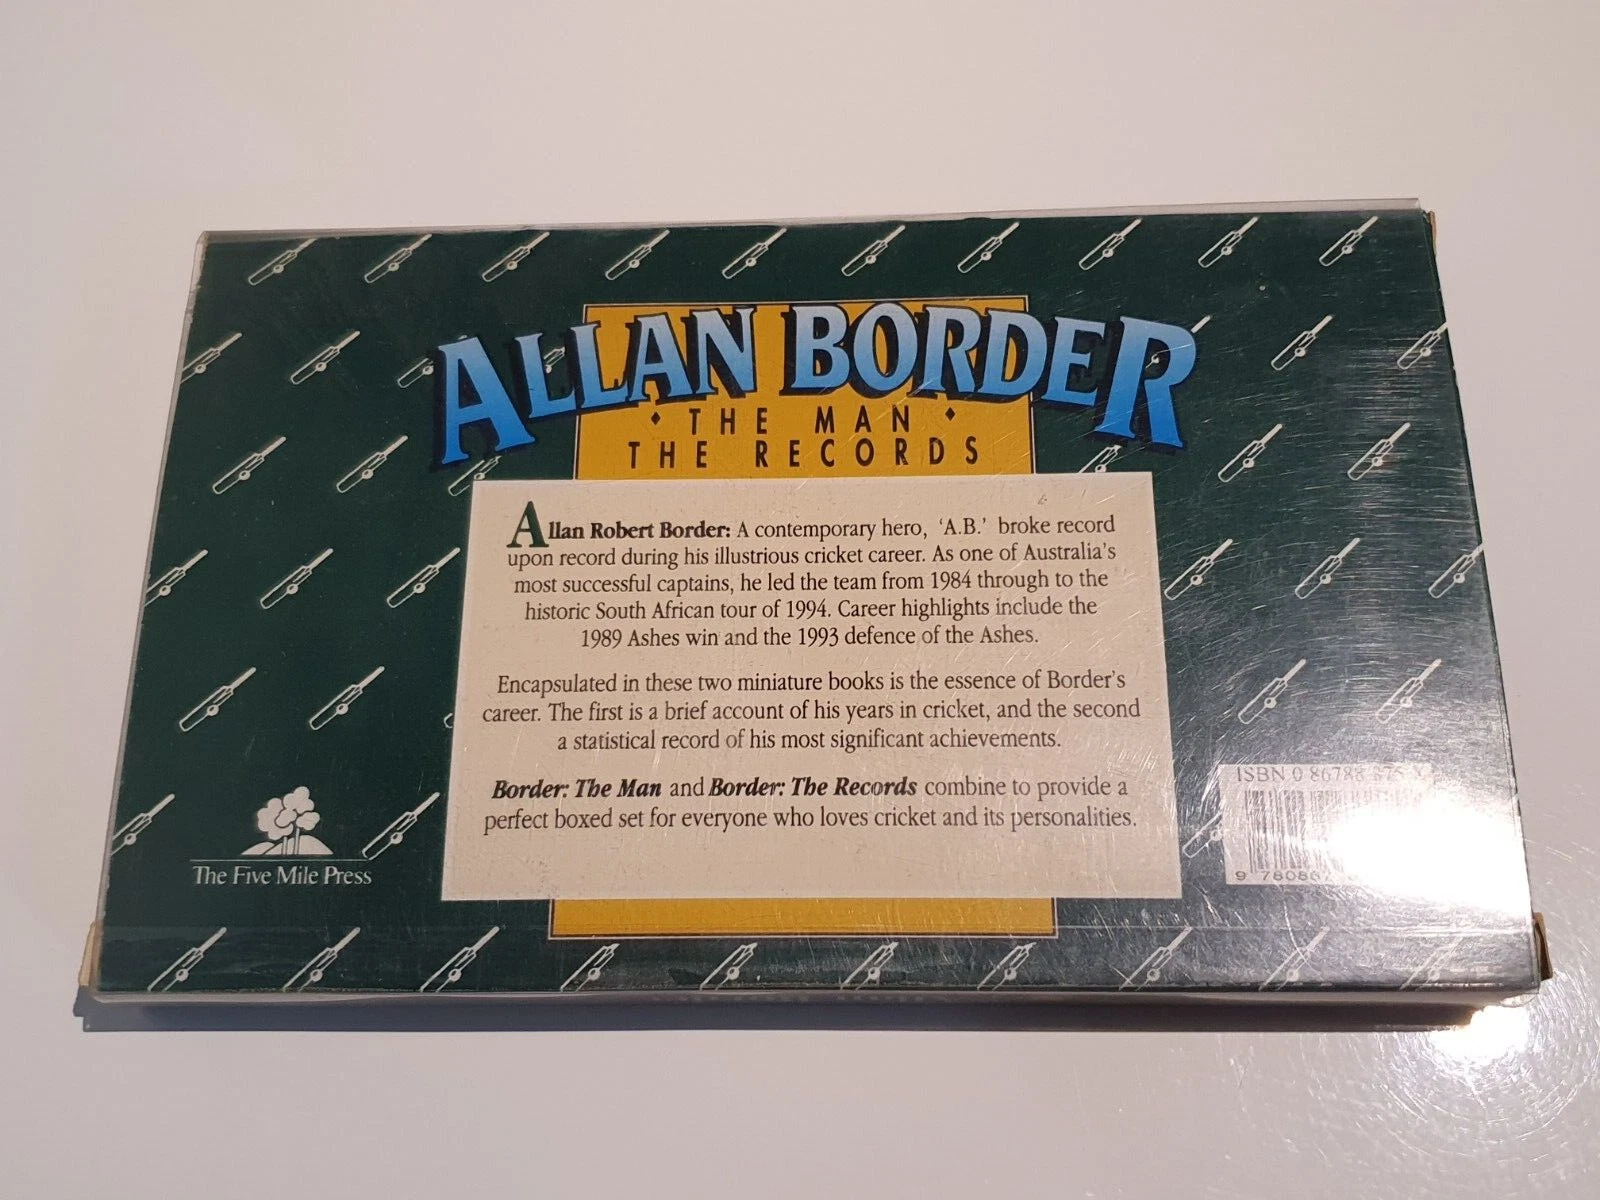 ALLAN BORDER
• THE MAN •
THE RECORDS
Allan Robert Border: A contemporary hero, ‘A.B.’ broke record
upon record during his illustrious cricket career. As one of Australia’s
most successful captains, he led the team from 1984 through to the
historic South African tour of 1994. Career highlights include the
1989 Ashes win and the 1993 defence of the Ashes.
Encapsulated in these two miniature books is the essence of Border’s
career. The first is a brief account of his years in cricket, and the second
a statistical record of his most significant achievements.
Border: The Man and Border: The Records combine to provide a
perfect boxed set for everyone who loves cricket and its personalities.
The Five Mile Press
ISBN 0 86788